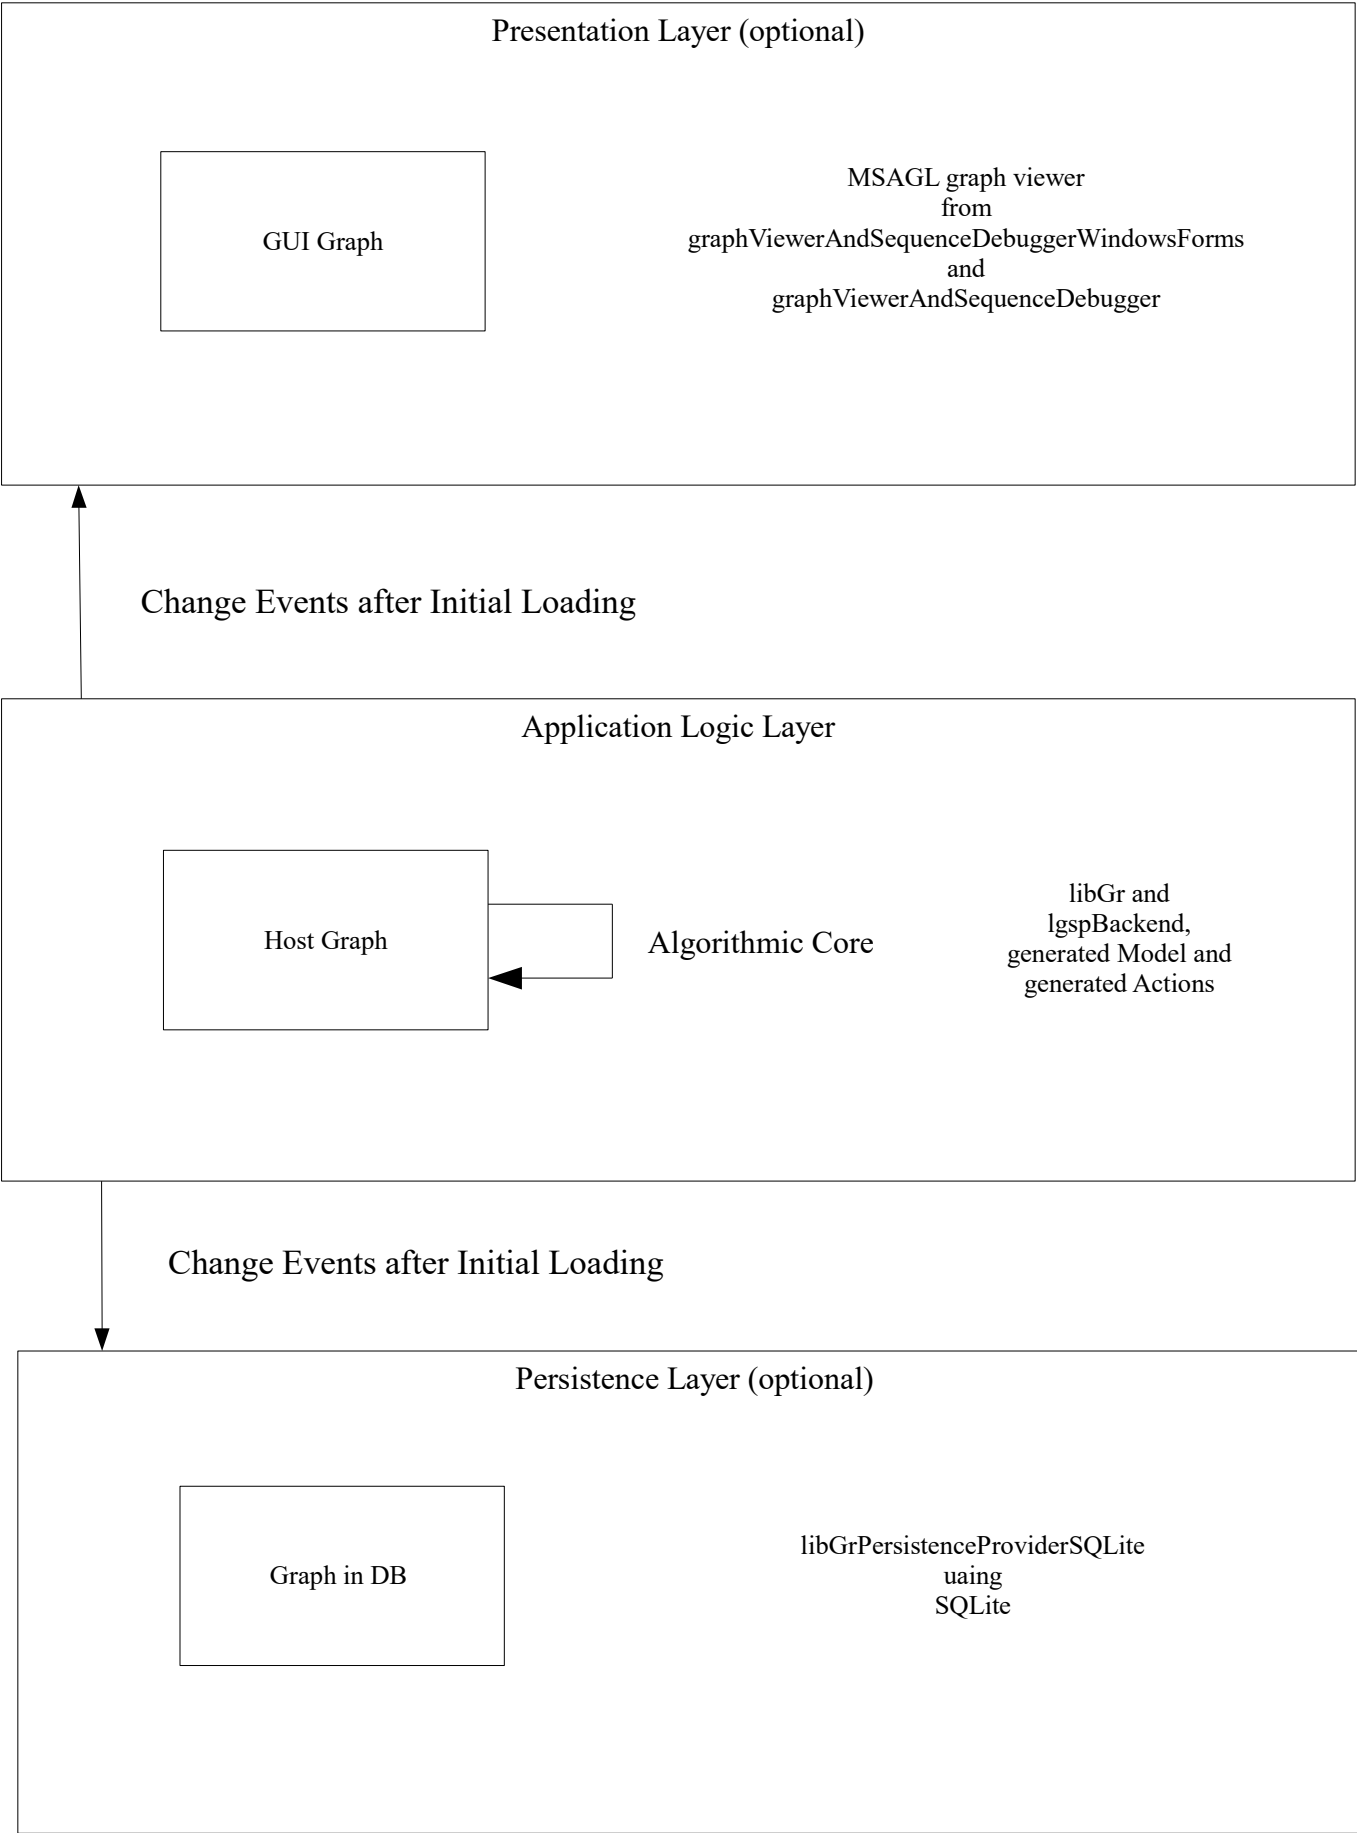 Presentation Layer (optional)
GUI Graph
MSAGL graph viewer
from
graphViewerAndSequenceDebuggerWindowsForms
and
graphViewerAndSequenceDebugger
Change Events after Initial Loading
Application Logic Layer
Host Graph
Algorithmic Core
libGr and
lgspBackend,
generated Model and
generated Actions
Change Events after Initial Loading
Persistence Layer (optional)
Graph in DB
libGrPersistenceProviderSQLite
uaing
SQLite